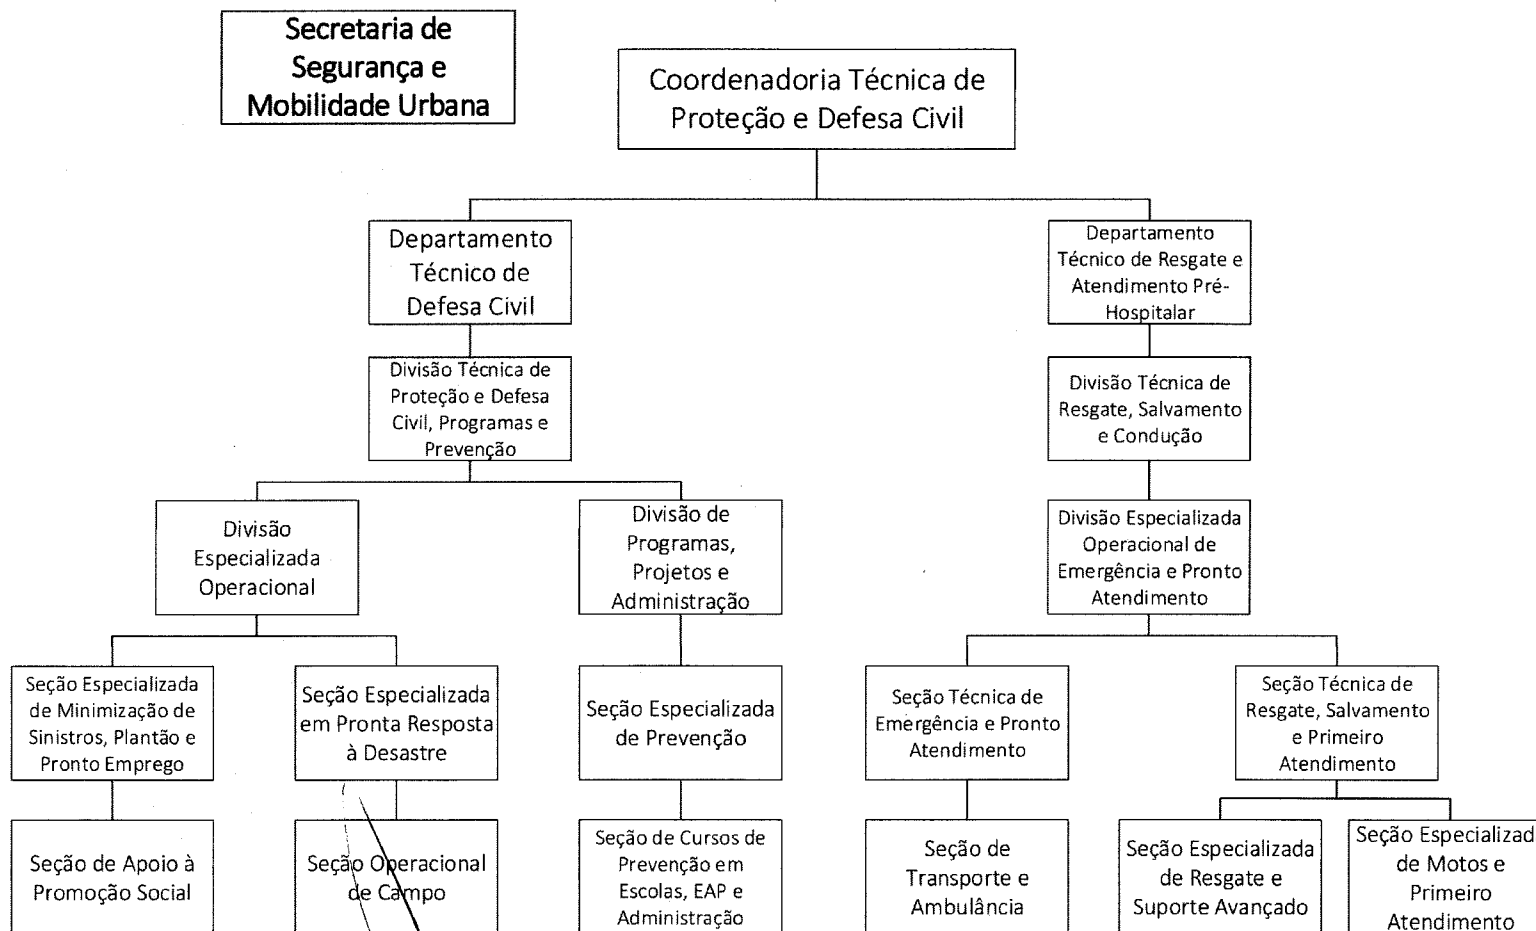 Secretaria de
Segurança e
Mobilidade Urbana
Coordenadoria Técnica de
Proteção e Defesa Civil
Departamento
Técnico de
Defesa Civil
Departamento
Técnico de Resgate e
Atendimento Pré-
Hospitalar
Divisão Técnica de
Proteção e Defesa
Civil, Programas e
Prevenção
Divisão Técnica de
Resgate, Salvamento
e Condução
Divisão
Especializada
Operacional
Divisão de
Programas,
Projetos e
Administração
Divisão Especializada
Operacional de
Emergência e Pronto
Atendimento
Seção Especializada
de Minimização de
Sinistros, Plantão e
Pronto Emprego
Seção Especializada
em Pronta Resposta
à Desastre
Seção Especializada
de Prevenção
Seção Técnica de
Emergência e Pronto
Atendimento
Seção Técnica de
Resgate, Salvamento
e Primeiro
Atendimento
Seção de Apoio à
Promoção Social
Seção Operacional
de Campo
Seção de Cursos de
Prevenção em
Escolas, EAP e
Administração
Seção de
Transporte e
Ambulância
Seção Especializada
de Resgate e
Suporte Avançado
Seção Especializad
de Motos e
Primeiro
Atendimento